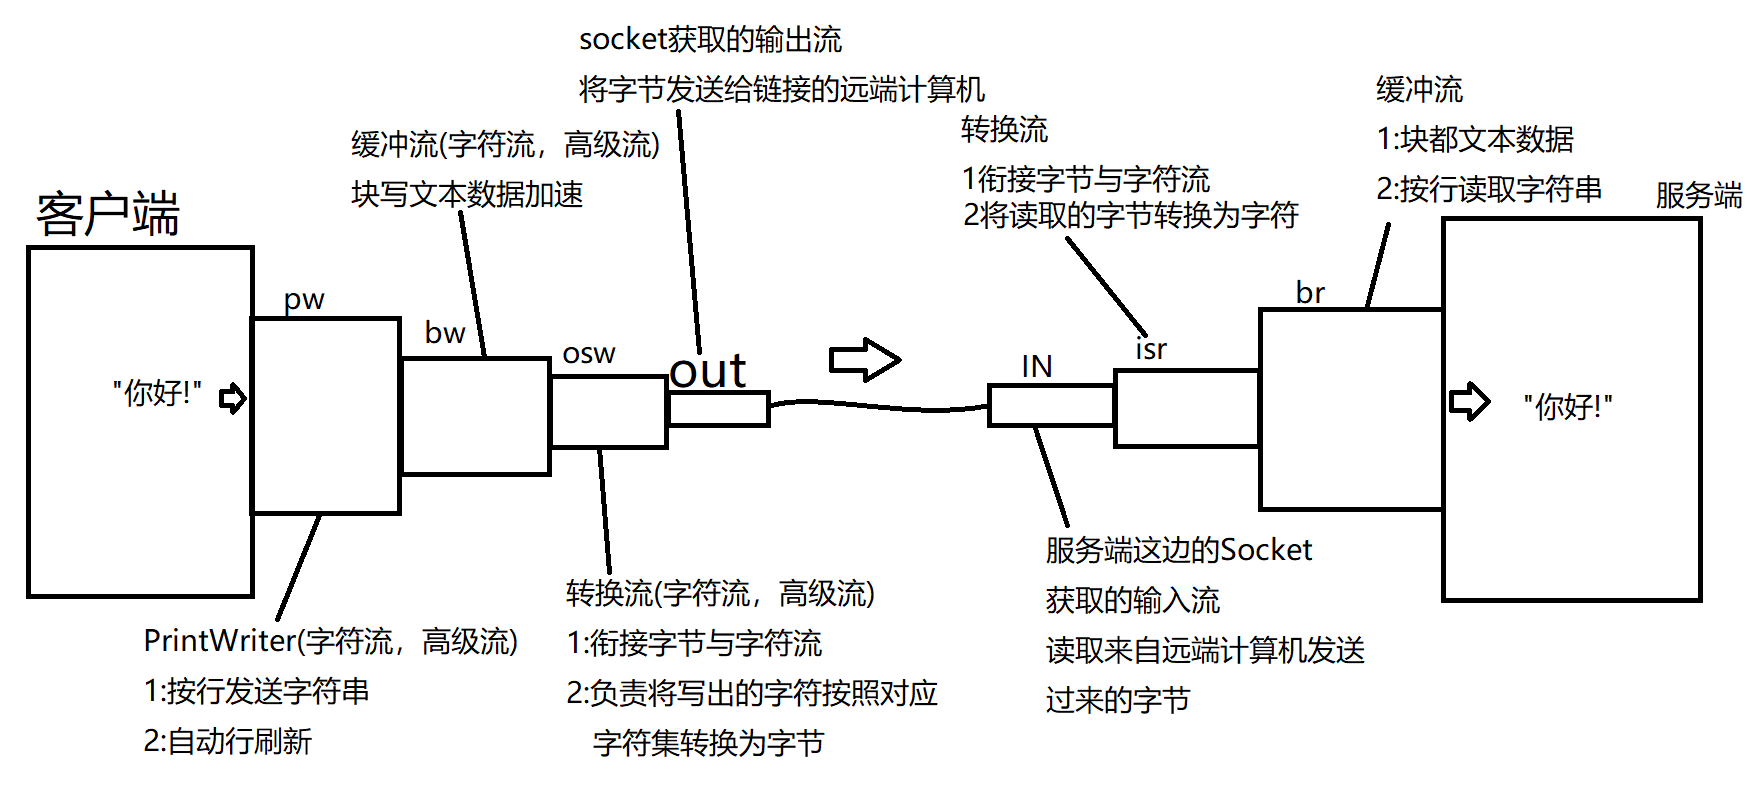 socket获取的输出流
将字节发送给链接的远端计算机
缓冲流(字符流，高级流)
块写文本数据加速
转换流
1衔接字节与字符流
2将读取的字节转换为字符
缓冲流
1:块都文本数据
2:按行读取字符串
服务端
客户端
pw
bw
osw
out
IN
isr
br
"你好!"
"你好!"
PrintWriter(字符流，高级流)
1:按行发送字符串
2:自动行刷新
转换流(字符流，高级流)
1:衔接字节与字符流
2:负责将写出的字符按照对应
字符集转换为字节
服务端这边的Socket
获取的输入流
读取来自远端计算机发送
过来的字节